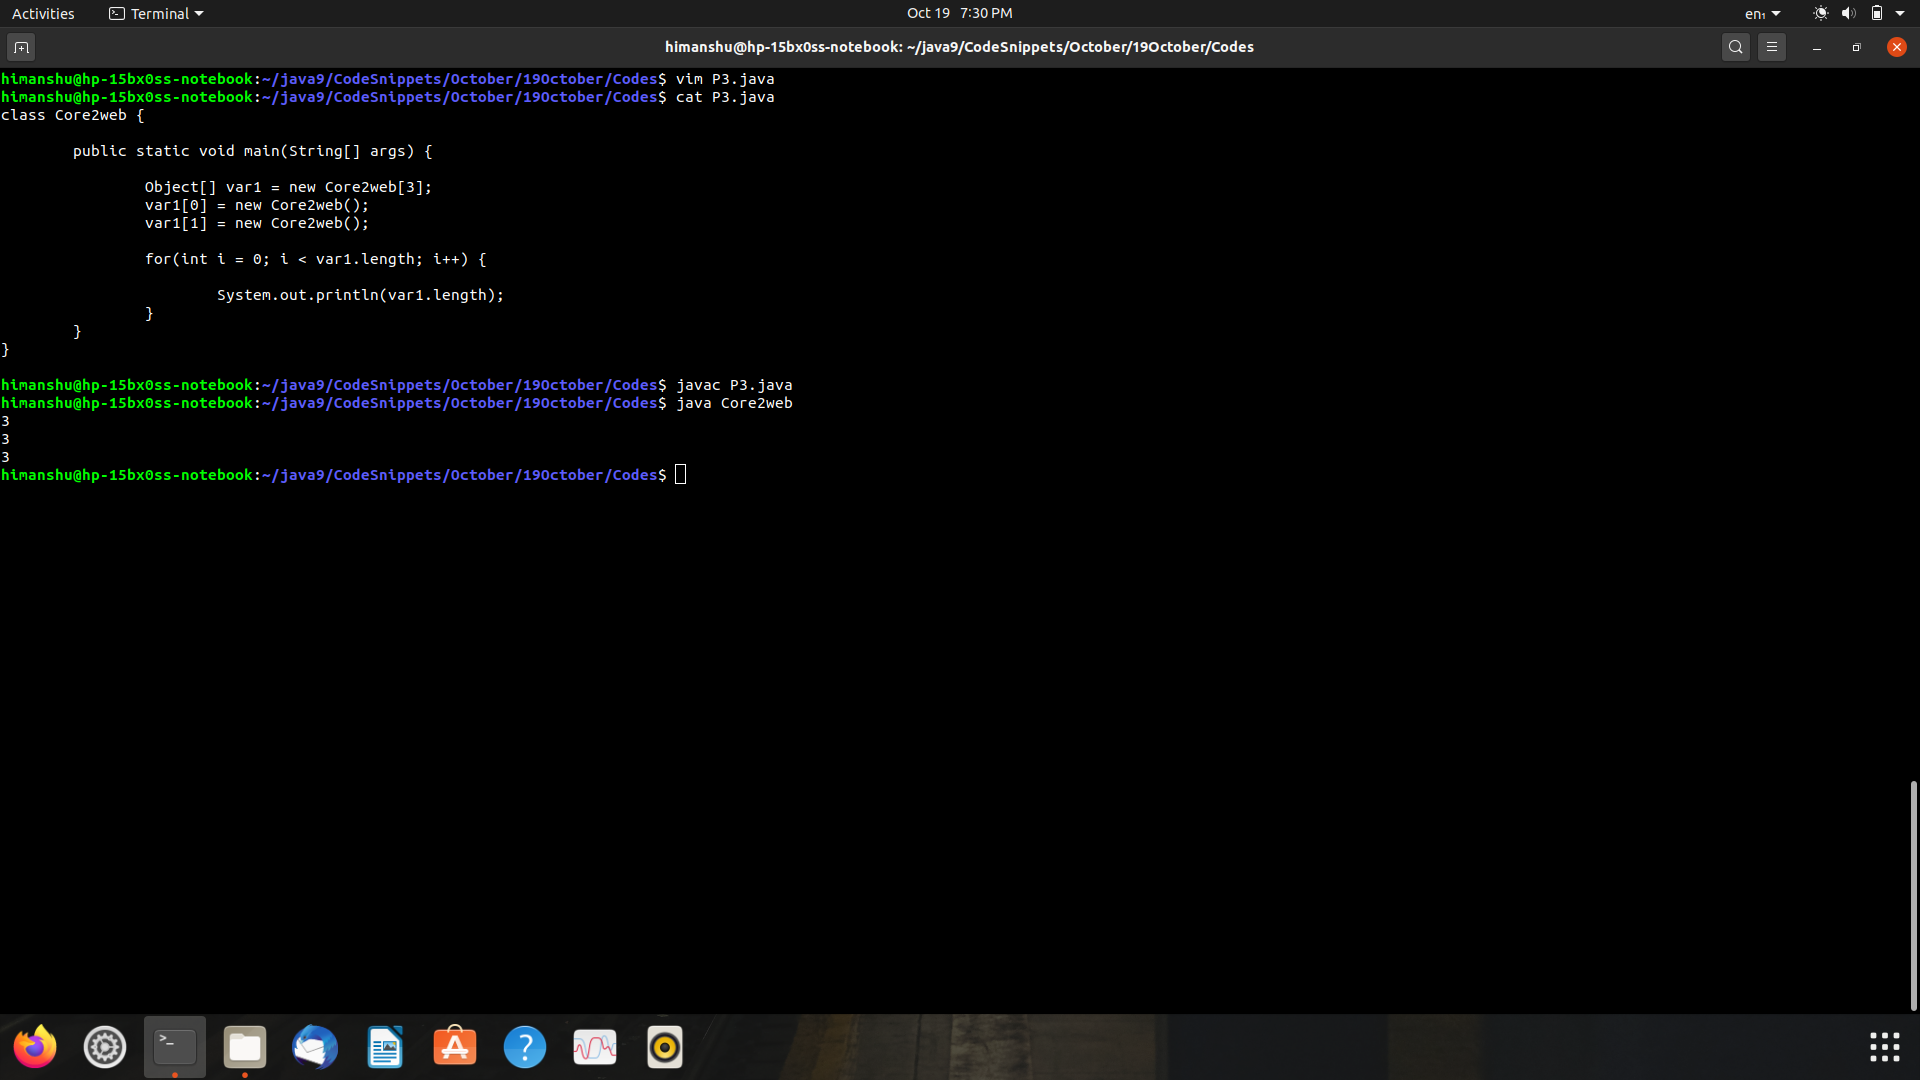 Activities Terminal Oct 19 7:30 PM en₁
himanshu@hp-15bx0ss-notebook: ~/java9/CodeSnippets/October/19October/Codes
himanshu@hp-15bx0ss-notebook:~/java9/CodeSnippets/October/19October/Codes$ vim P3.java
himanshu@hp-15bx0ss-notebook:~/java9/CodeSnippets/October/19October/Codes$ cat P3.java
class Core2web {
public static void main(String[] args) {
Object[] var1 = new Core2web[3];
var1[0] = new Core2web();
var1[1] = new Core2web();
for(int i = 0; i < var1.length; i++) {
System.out.println(var1.length);
}
}
}
himanshu@hp-15bx0ss-notebook:~/java9/CodeSnippets/October/19October/Codes$ javac P3.java
himanshu@hp-15bx0ss-notebook:~/java9/CodeSnippets/October/19October/Codes$ java Core2web
3
3
3
himanshu@hp-15bx0ss-notebook:~/java9/CodeSnippets/October/19October/Codes$